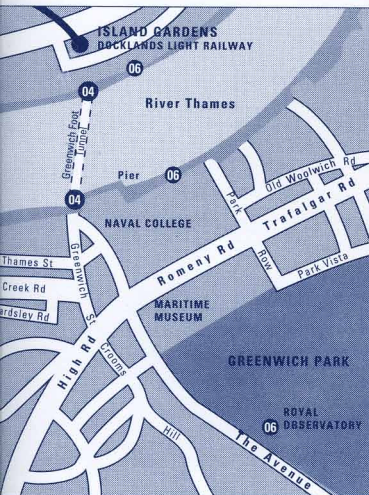 ISLAND GARDENS
DOCKLANDS LIGHT RAILWAY
06
04
River Thames
Greenwich Foot
Tunnel
Pier
06
04
Old Woolwich Rd
Park
Row
Trafalgar Rd
NAVAL COLLEGE
Thames St
Greenwich
St
Romeny Rd
Park Vista
Creek Rd
ardsley Rd
MARITIME
MUSEUM
High Rd
Crooms
Hill
GREENWICH PARK
06
ROYAL
OBSERVATORY
The Avenue